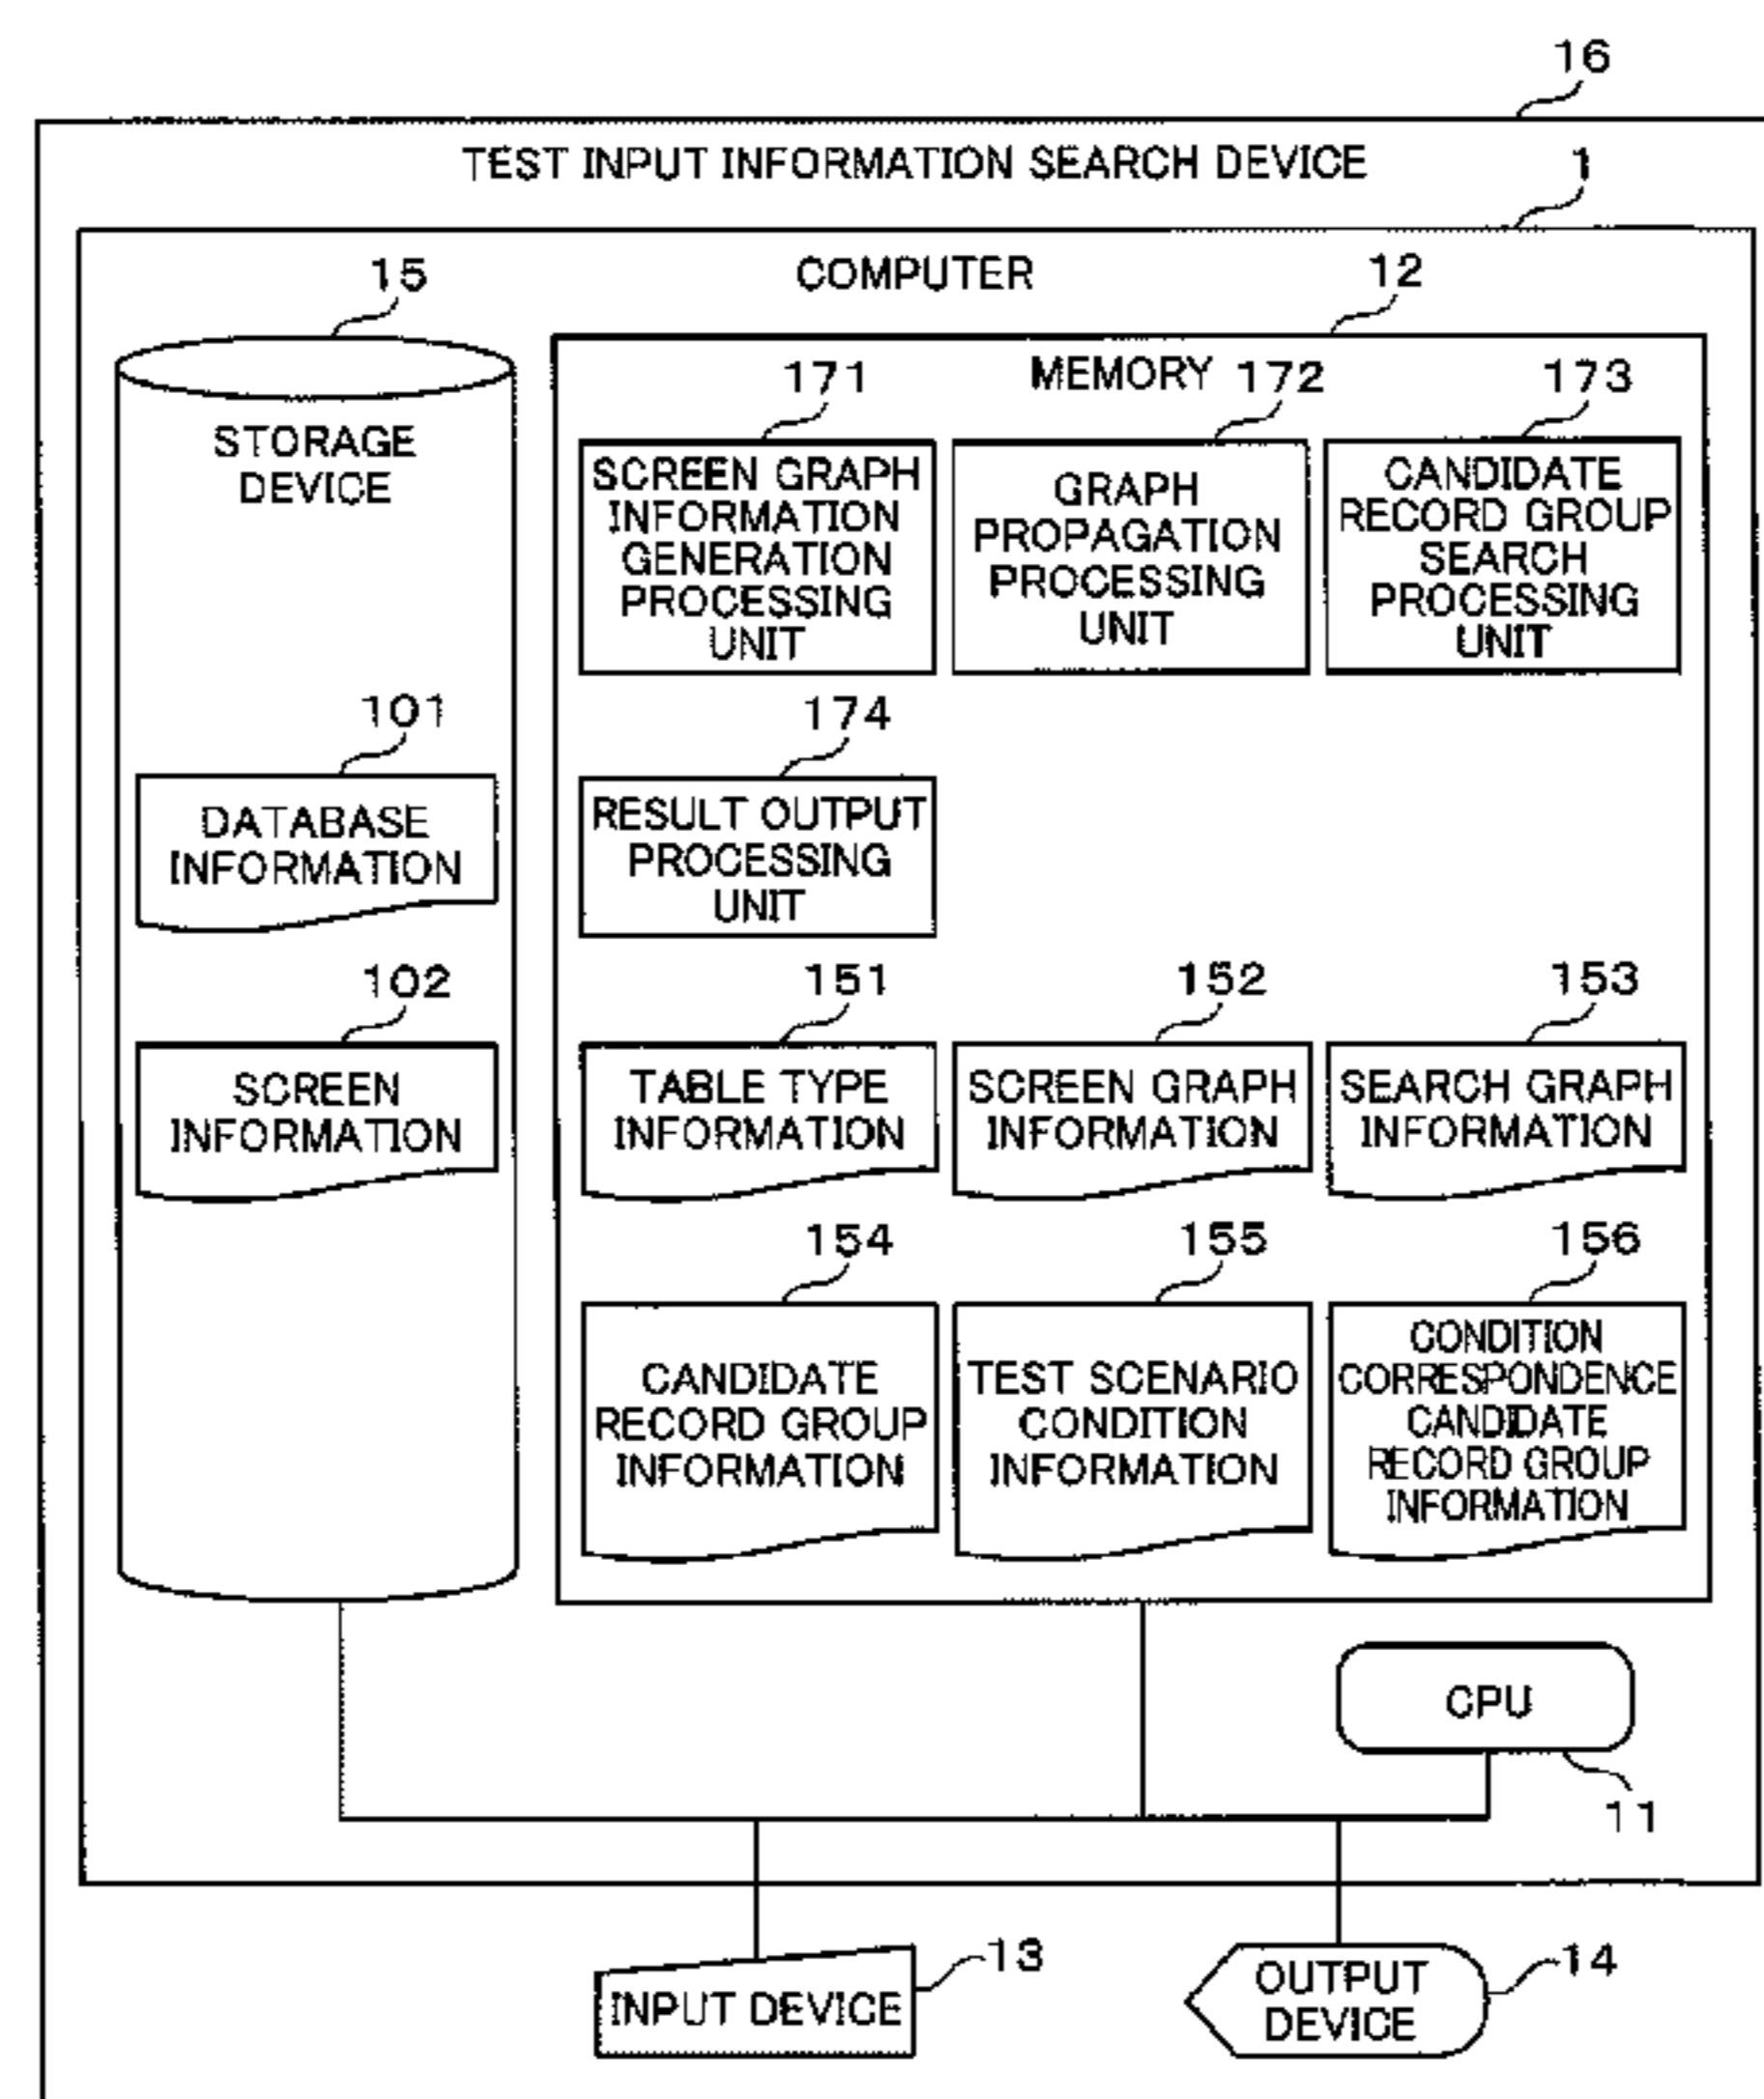 16
TEST INPUT INFORMATION SEARCH DEVICE
1
COMPUTER
15
12
STORAGE
DEVICE
MEMORY
171
172
173
SCREEN GRAPH
INFORMATION
GENERATION
PROCESSING
UNIT
GRAPH
PROPAGATION
PROCESSING
UNIT
CANDIDATE
RECORD GROUP
SEARCH
PROCESSING
UNIT
101
DATABASE
INFORMATION
174
RESULT OUTPUT
PROCESSING
UNIT
102
SCREEN
INFORMATION
151
TABLE TYPE
INFORMATION
152
SCREEN GRAPH
INFORMATION
153
SEARCH GRAPH
INFORMATION
154
CANDIDATE
RECORD GROUP
INFORMATION
155
TEST SCENARIO
CONDITION
INFORMATION
156
CONDITION
CORRESPONDENCE
CANDIDATE
RECORD GROUP
INFORMATION
CPU
11
INPUT DEVICE
13
OUTPUT
DEVICE
14